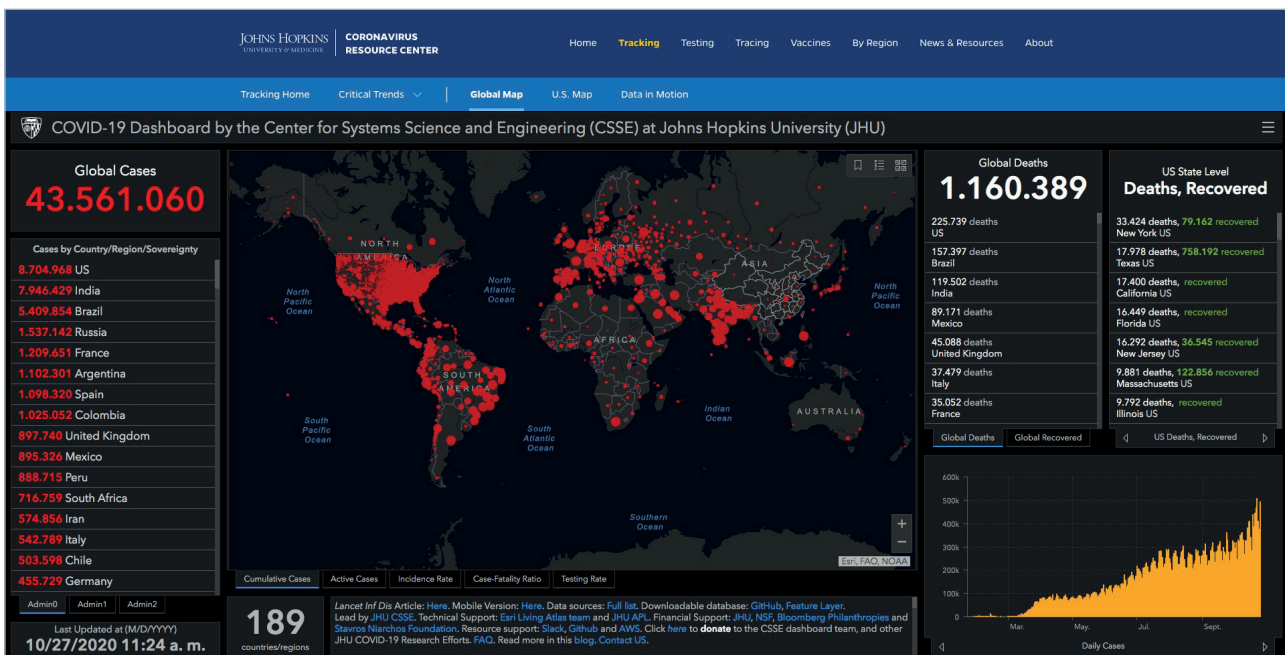 JOHNS HOPKINS
UNIVERSITY & MEDICINE
CORONAVIRUS
RESOURCE CENTER
Home
Tracking
Testing
Tracing
Vaccines
By Region
News & Resources
About
Tracking Home
Critical Trends
Global Map
U.S. Map
Data in Motion
COVID-19 Dashboard by the Center for Systems Science and Engineering (CSSE) at Johns Hopkins University (JHU)
Global Cases
43.561.060
Cases by Country/Region/Sovereignty
8.704.968 US
7.946.429 India
5.409.854 Brazil
1.537.142 Russia
1.209.651 France
1.102.301 Argentina
1.098.320 Spain
1.025.052 Colombia
897.740 United Kingdom
895.326 Mexico
888.715 Peru
716.759 South Africa
574.856 Iran
542.789 Italy
503.598 Chile
455.729 Germany
Admin0
Admin1
Admin2
Last Updated at (M/D/YYYY)
10/27/2020 11:24 a. m.
NORTH
AMERICA
EUROPE
ASIA
North
Pacific
Ocean
North
Atlantic
Ocean
North
Pacific
Ocean
AFRICA
SOUTH
AMERICA
Indian
Ocean
AUSTRALIA
South
Pacific
Ocean
South
Atlantic
Ocean
Southern
Ocean
+
−
Esri, FAO, NOAA
Cumulative Cases
Active Cases
Incidence Rate
Case-Fatality Ratio
Testing Rate
189
countries/regions
Lancet Inf Dis Article: Here. Mobile Version: Here. Data sources: Full list. Downloadable database: GitHub, Feature Layer.
Lead by JHU CSSE. Technical Support: Esri Living Atlas team and JHU APL. Financial Support: JHU, NSF, Bloomberg Philanthropies and
Stavros Niarchos Foundation. Resource support: Slack, Github and AWS. Click here to donate to the CSSE dashboard team, and other
JHU COVID-19 Research Efforts. FAQ. Read more in this blog. Contact US.
Global Deaths
1.160.389
225.739 deaths
US
157.397 deaths
Brazil
119.502 deaths
India
89.171 deaths
Mexico
45.088 deaths
United Kingdom
37.479 deaths
Italy
35.052 deaths
France
Global Deaths
Global Recovered
US State Level
Deaths, Recovered
33.424 deaths, 79.162 recovered
New York US
17.978 deaths, 758.192 recovered
Texas US
17.400 deaths, recovered
California US
16.449 deaths, recovered
Florida US
16.292 deaths, 36.545 recovered
New Jersey US
9.881 deaths, 122.856 recovered
Massachusetts US
9.792 deaths, recovered
Illinois US
US Deaths, Recovered
600k
500k
400k
300k
200k
100k
0
Mar.
May.
Jul.
Sept.
Daily Cases